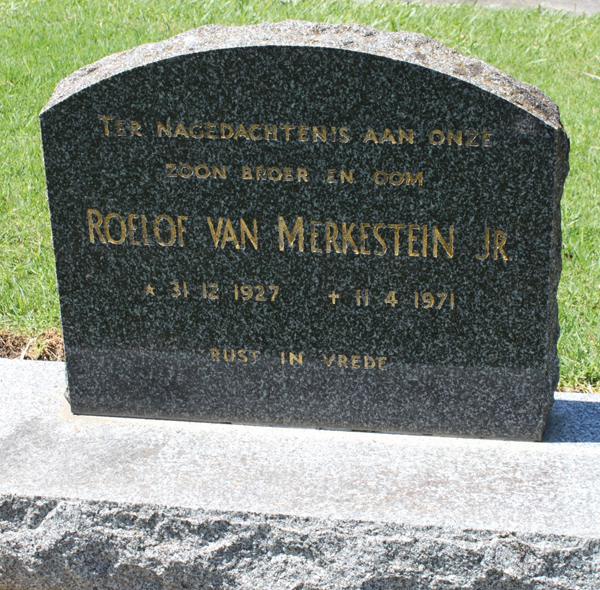 TER NAGEDACHTENIS AAN ONZE
ZOON BROER EN OOM
ROELOF VAN MERKESTEIN JR
* 31 12 1927 + 11 4 1971
RUST IN VREDE